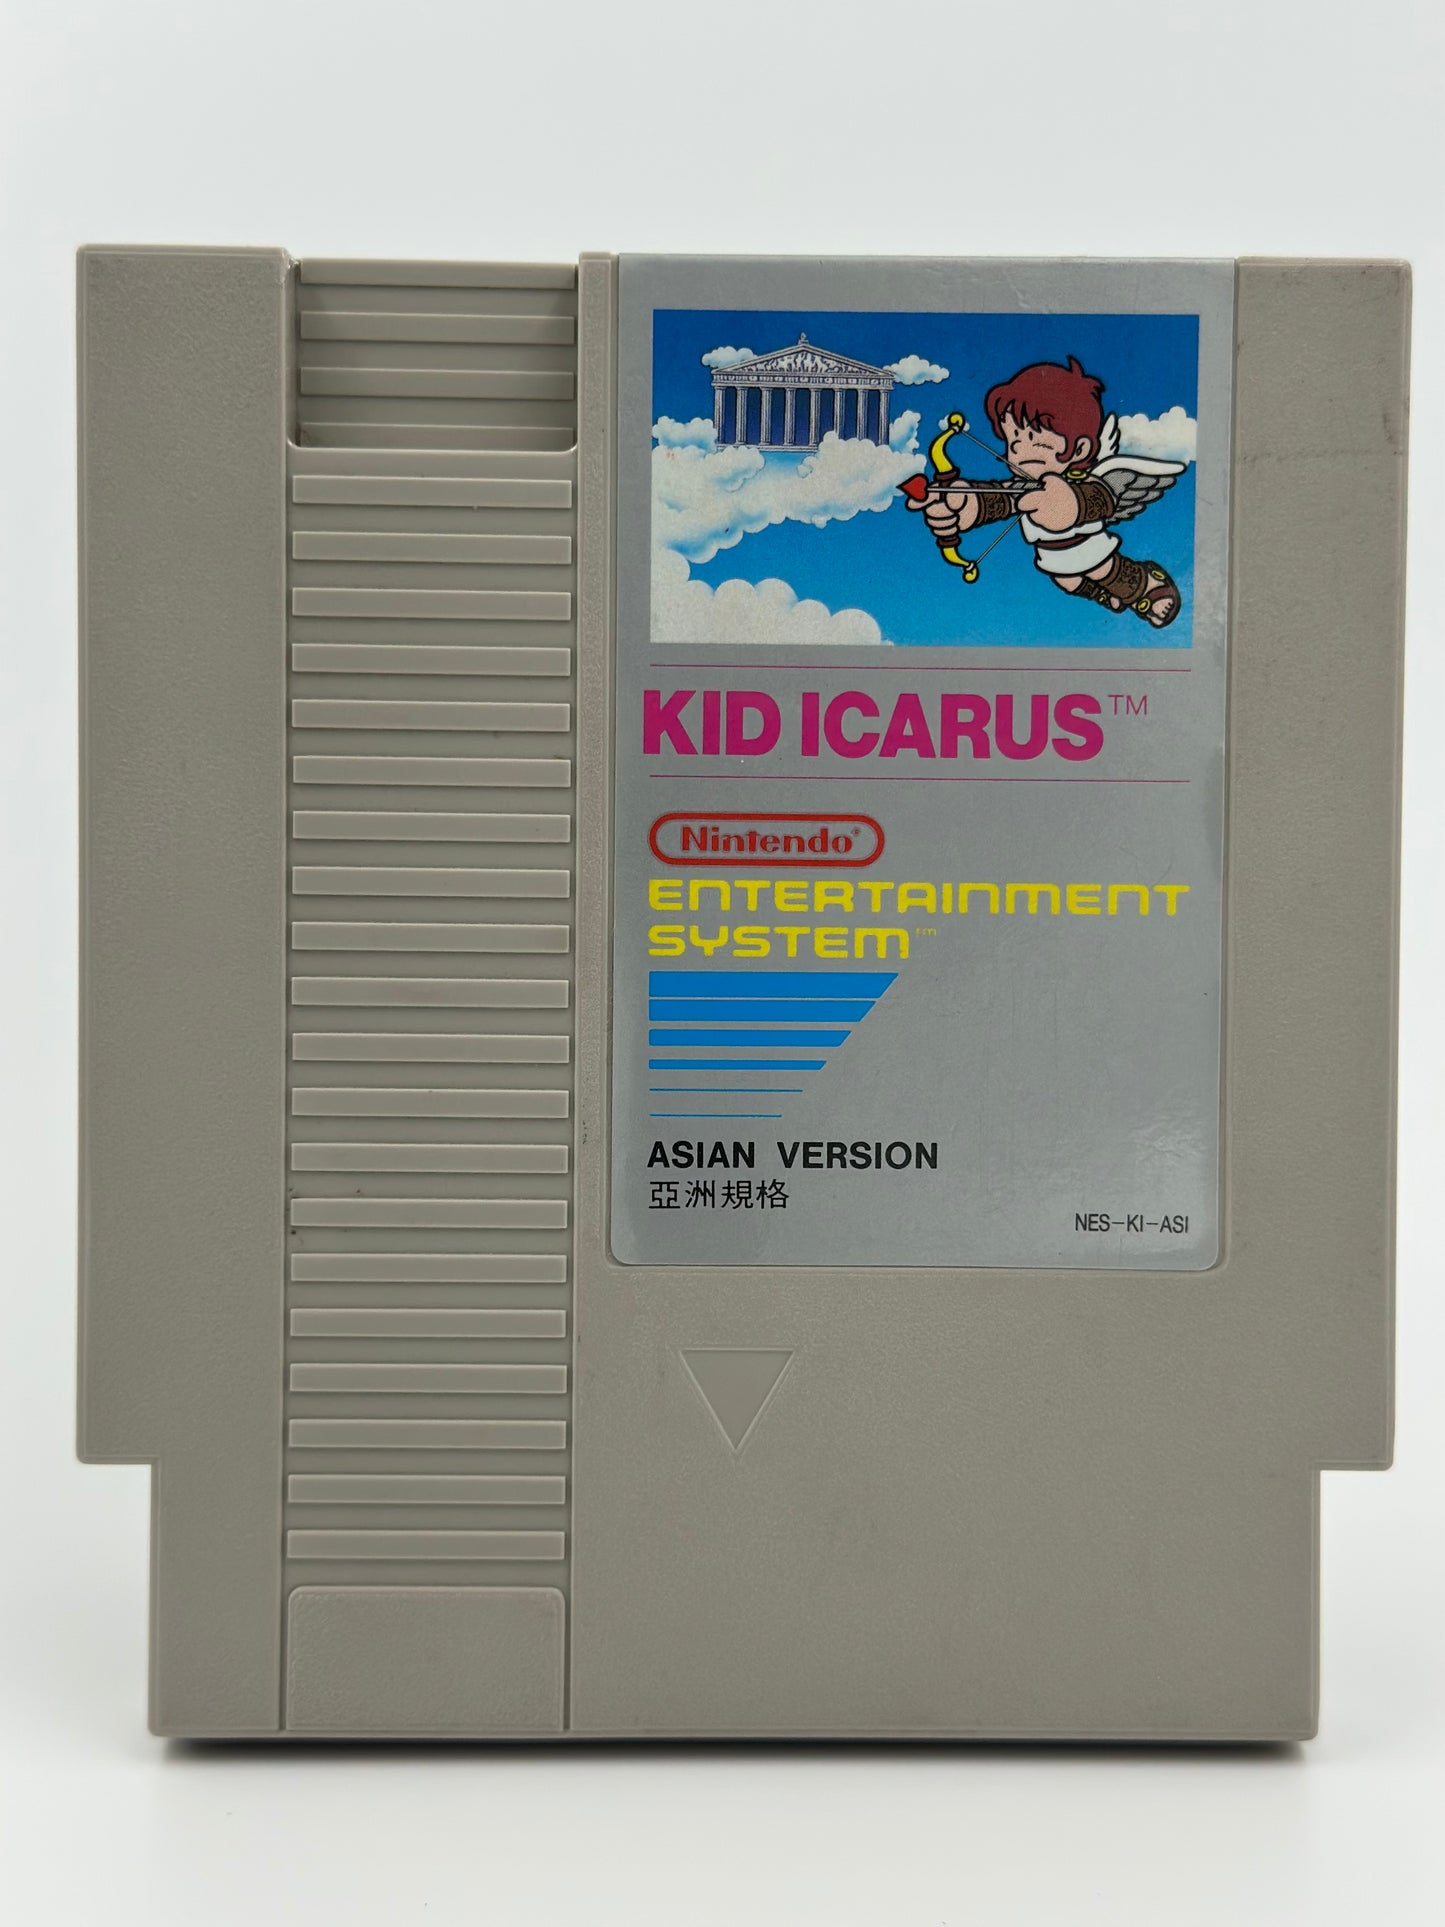 KID ICARUS™
Nintendo®
ENTERTAINMENT
SYSTEM™
ASIAN VERSION
亞洲規格
NES-KI-ASI